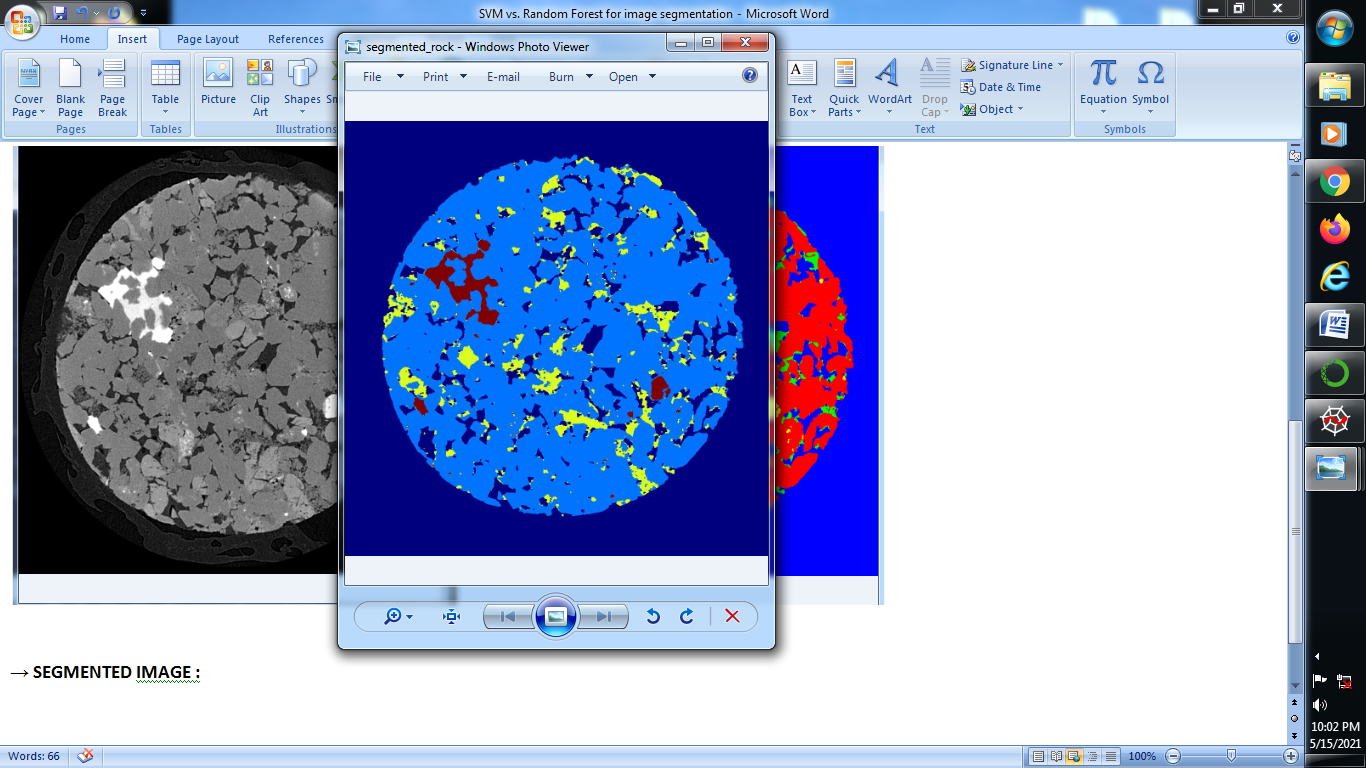 SVM vs. Random Forest for image segmentation - Microsoft Word
Home Insert Page Layout References
Cover Page Blank Page Page Break
Pages
Table
Tables
Picture Clip Art Shapes
Illustrations
segmented_rock - Windows Photo Viewer
File Print E-mail Burn Open
Text Box Quick Parts WordArt Drop Cap
Signature Line
Date & Time
Object
Text
Equation Symbol
Symbols
→ SEGMENTED IMAGE :
Words: 66
100%
10:02 PM
5/15/2021